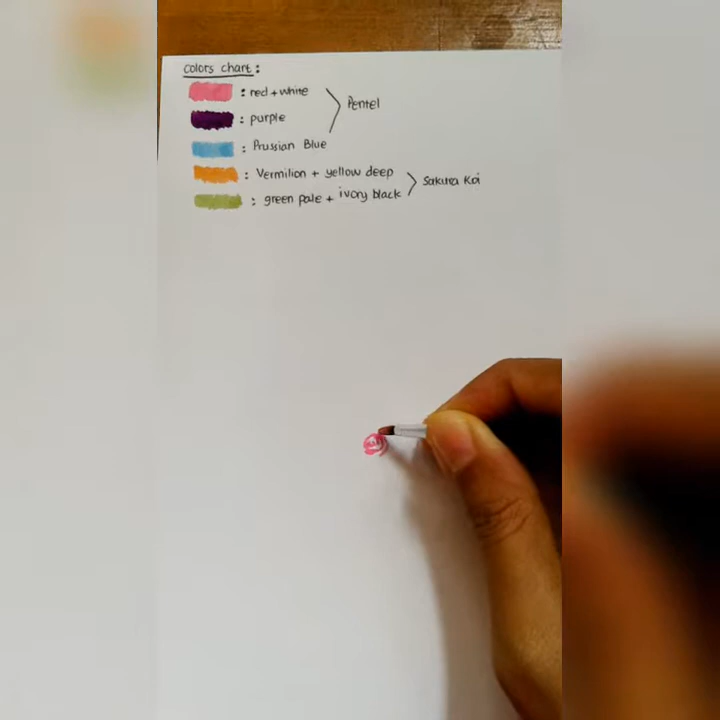 Colors chart:
: red + white
: purple
Pentel
: Prussian Blue
: Vermilion + yellow deep
: green pale + ivory black
Sakura Koi